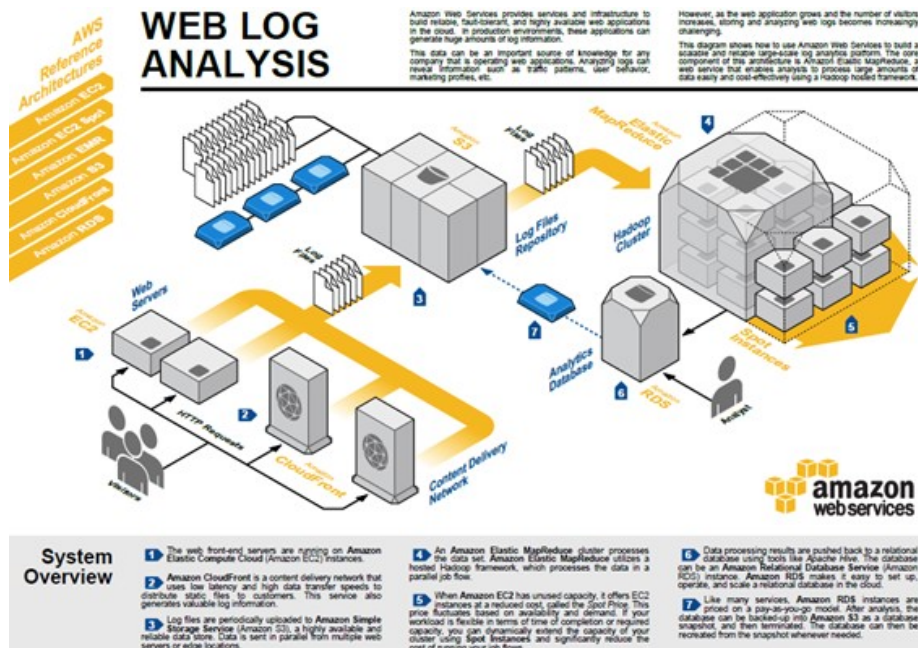 AWS
Reference
Architectures
Amazon EC2
Amazon EC2 Spot
Amazon EMR
Amazon S3
Amazon CloudFront
Amazon RDS
WEB LOG
ANALYSIS
Amazon Web Services provides services and infrastructure to
build reliable, fault-tolerant, and highly available web applications
in the cloud. In production environments, these applications can
generate huge amounts of log information.
This data can be an important source of knowledge for any
company that is operating web applications. Analyzing logs can
reveal information such as traffic patterns, user behavior,
marketing profiles, etc.
However, as the web application grows and the number of visitors
increases, storing and analyzing web logs becomes increasingly
challenging.
This diagram shows how to use Amazon Web Services to build a
scalable and reliable large-scale log analytics platform. The core
component of this architecture is Amazon Elastic MapReduce, a
web service that enables analysts to process large amounts of
data easily and cost-effectively using a Hadoop hosted framework.
Amazon
S3
Log
Files
Amazon
Elastic
MapReduce
4
Log Files
Repository
3
Hadoop
Cluster
Log
Files
Web
Servers
Amazon
EC2
1
2
HTTP Requests
Visitors
Amazon
CloudFront
Content Delivery
Network
7
Analytics
Database
6
Amazon
RDS
Analyst
Spot
Instances
5
amazon
web services
System
Overview
1 The web front-end servers are running on Amazon
Elastic Compute Cloud (Amazon EC2) instances.
2 Amazon CloudFront is a content delivery network that
uses low latency and high data transfer speeds to
distribute static files to customers. This service also
generates valuable log information.
3 Log files are periodically uploaded to Amazon Simple
Storage Service (Amazon S3), a highly available and
reliable data store. Data is sent in parallel from multiple web
servers or edge locations.
4 An Amazon Elastic MapReduce cluster processes
the data set. Amazon Elastic MapReduce utilizes a
hosted Hadoop framework, which processes the data in a
parallel job flow.
5 When Amazon EC2 has unused capacity, it offers EC2
instances at a reduced cost, called the Spot Price. This
price fluctuates based on availability and demand. If your
workload is flexible in terms of time of completion or required
capacity, you can dynamically extend the capacity of your
cluster using Spot Instances and significantly reduce the
cost of running your job flows.
6 Data processing results are pushed back to a relational
database using tools like Apache Hive. The database
can be an Amazon Relational Database Service (Amazon
RDS) instance. Amazon RDS makes it easy to set up,
operate, and scale a relational database in the cloud.
7 Like many services, Amazon RDS instances are
priced on a pay-as-you-go model. After analysis, the
database can be backed-up into Amazon S3 as a database
snapshot, and then terminated. The database can then be
recreated from the snapshot whenever needed.